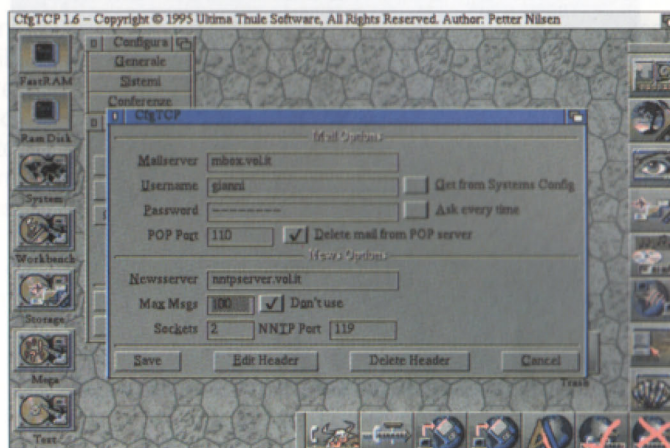 CfgTCP 1.6 – Copyright © 1995 Ultima Thule Software, All Rights Reserved. Author: Petter Nilsen
FastRAM
Ram Disk
System
Workbench
Storage
Mega
Text
Configura
Generale
Sistemi
Conferenze
CfgTCP
Mail Options
Mailserver mbox.vol.it
Username gianni Get from Systems Config
Password --------- Ask every time
POP Port 110 Delete mail from POP server
News Options
Newsserver nntpserver.vol.it
Max Msgs 100 Don't use
Sockets 2 NNTP Port 119
Save Edit Header Delete Header Cancel
Trash